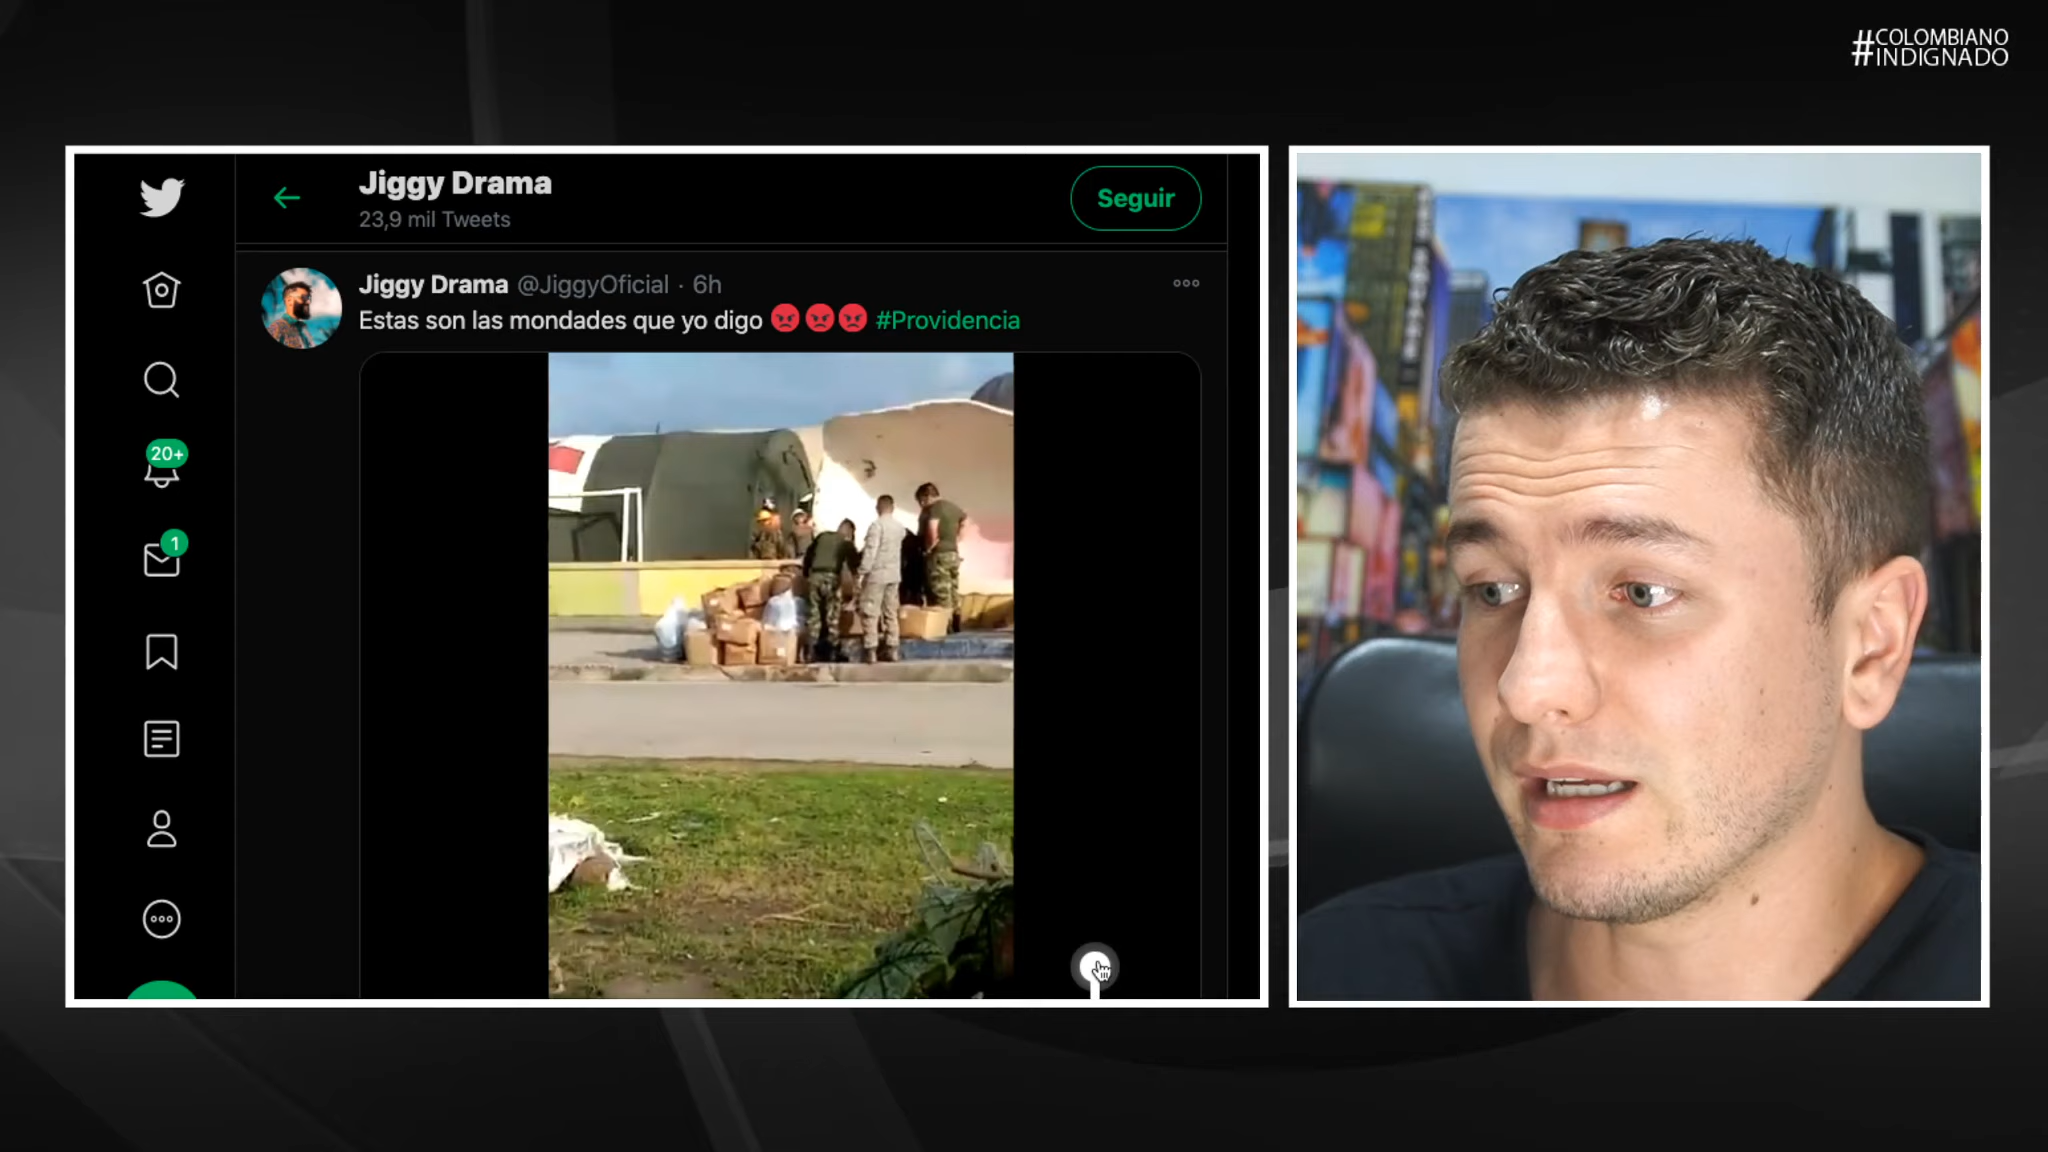 #COLOMBIANO
INDIGNADO
Jiggy Drama
23,9 mil Tweets
Seguir
Jiggy Drama @JiggyOficial · 6h
Estas son las mondades que yo digo 😡😡😡 #Providencia
20+
1